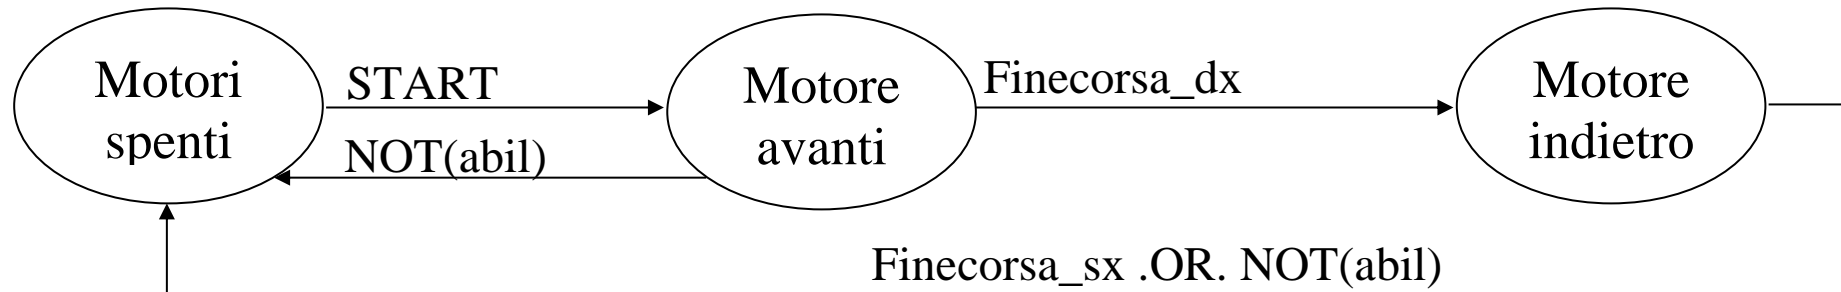 Motori
spenti
START
NOT(abil)
Motore
avanti
Finecorsa_dx
Motore
indietro
Finecorsa_sx .OR. NOT(abil)